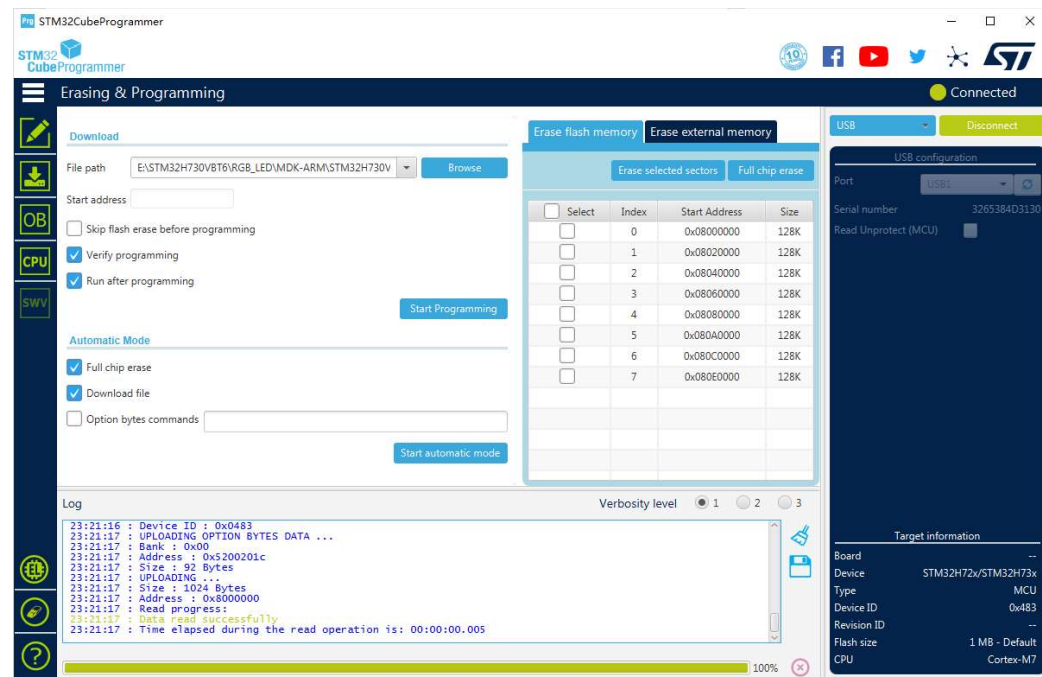 Prg STM32CubeProgrammer
STM32
CubeProgrammer
10
Erasing & Programming
Connected
Download
File path E:\STM32H730VBT6\RGB_LED\MDK-ARM\STM32H730V Browse
Start address
Skip flash erase before programming
Verify programming
Run after programming
Start Programming
Automatic Mode
Full chip erase
Download file
Option bytes commands
Start automatic mode
OB
CPU
SWV
Erase flash memory Erase external memory
Erase selected sectors Full chip erase
Select Index Start Address Size
0 0x08000000 128K
1 0x08020000 128K
2 0x08040000 128K
3 0x08060000 128K
4 0x08080000 128K
5 0x080A0000 128K
6 0x080C0000 128K
7 0x080E0000 128K
USB Disconnect
USB configuration
Port USB1
Serial number 3265384D3130
Read Unprotect (MCU)
Log Verbosity level 1 2 3
23:21:16 : Device ID : 0x0483
23:21:17 : UPLOADING OPTION BYTES DATA ...
23:21:17 : Bank : 0x00
23:21:17 : Address : 0x5200201c
23:21:17 : Size : 92 Bytes
23:21:17 : UPLOADING ...
23:21:17 : Size : 1024 Bytes
23:21:17 : Address : 0x8000000
23:21:17 : Read progress:
23:21:17 : Data read successfully
23:21:17 : Time elapsed during the read operation is: 00:00:00.005
100%
Target information
Board --
Device STM32H72x/STM32H73x
Type MCU
Device ID 0x483
Revision ID --
Flash size 1 MB - Default
CPU Cortex-M7